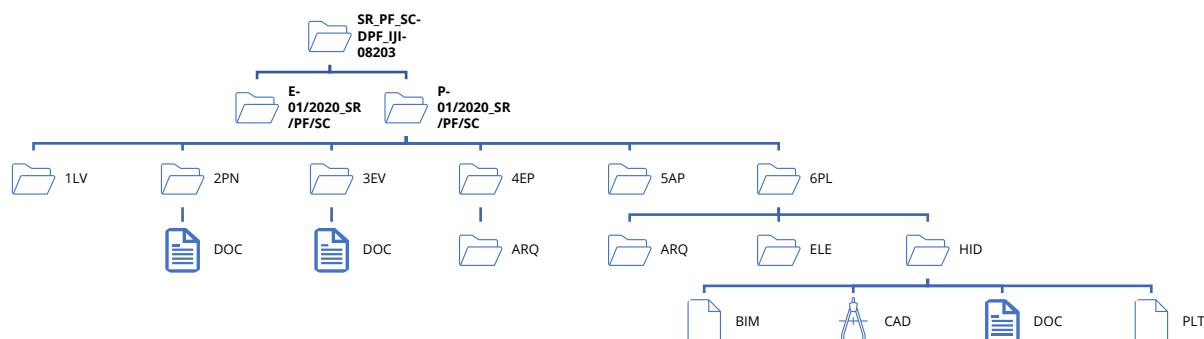 SR_PF_SC-
DPF_IJI-
08203
E-
01/2020_SR
/PF/SC
P-
01/2020_SR
/PF/SC
1LV
2PN
3EV
4EP
5AP
6PL
DOC
DOC
ARQ
ARQ
ELE
HID
BIM
CAD
DOC
PLT